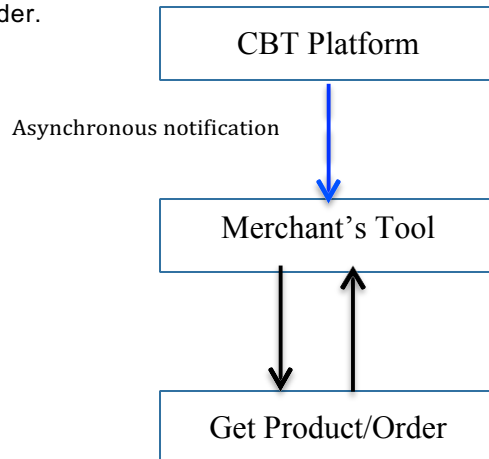 der.
CBT Platform
Asynchronous notification
Merchant’s Tool
Get Product/Order